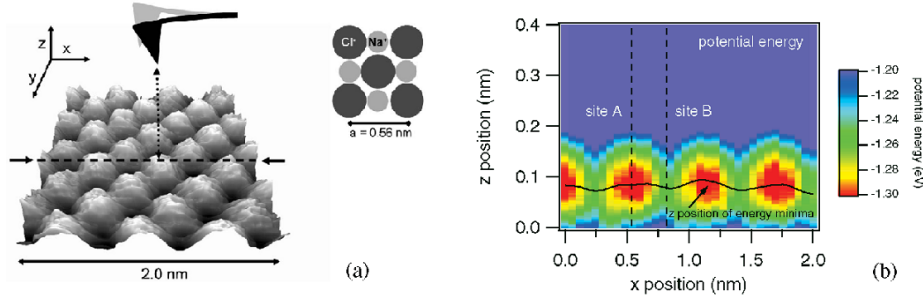 z
x
y
Cl-
Na+
a = 0.56 nm
2.0 nm
(a)
potential energy
site A
site B
z position of energy minima
z position (nm)
0.4
0.3
0.2
0.1
0.0
0.0
0.5
1.0
1.5
2.0
x position (nm)
-1.20
-1.22
-1.24
-1.26
-1.28
-1.30
potential energy (eV)
(b)